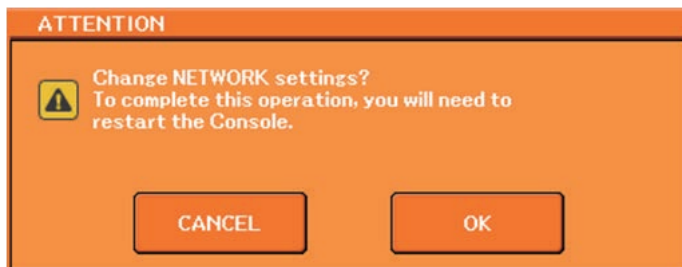 ATTENTION
Change NETWORK settings?
To complete this operation, you will need to
restart the Console.
CANCEL
OK